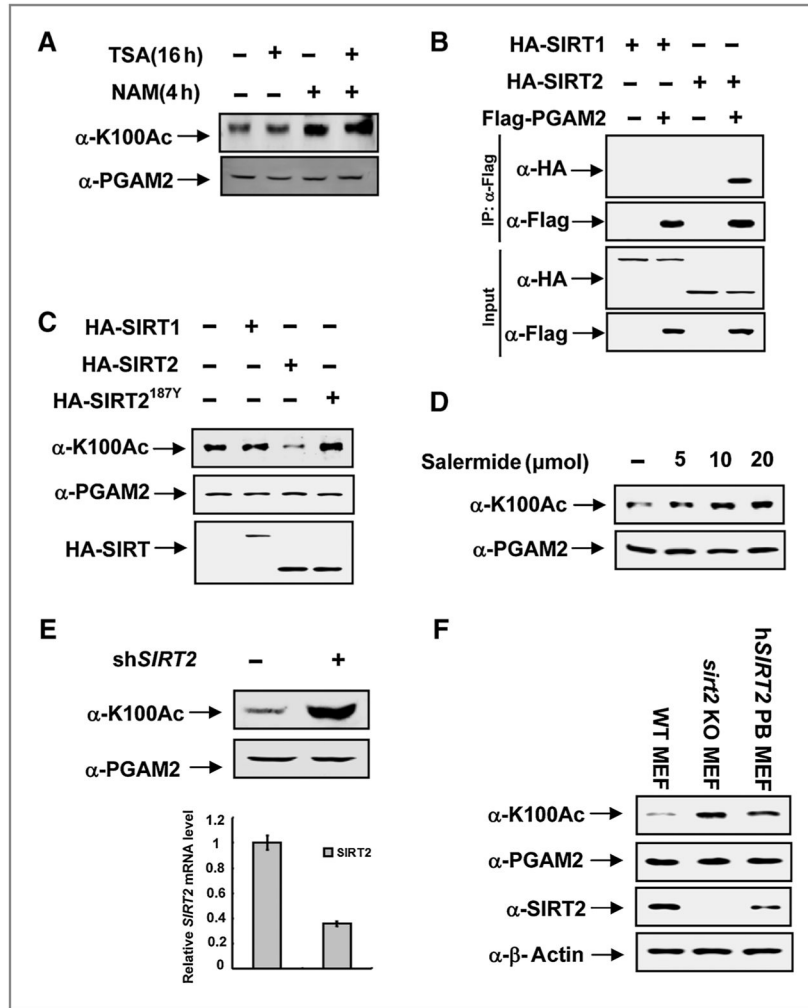 A
TSA(16 h) – + – +
NAM(4 h) – – + +
α-K100Ac
α-PGAM2
B
HA-SIRT1 + + – –
HA-SIRT2 – – + +
Flag-PGAM2 – + – +
IP: α-Flag
α-HA
α-Flag
Input
α-HA
α-Flag
C
HA-SIRT1 – + – –
HA-SIRT2 – – + –
HA-SIRT2187Y – – – +
α-K100Ac
α-PGAM2
HA-SIRT
D
Salermide (μmol) – 5 10 20
α-K100Ac
α-PGAM2
E
shSIRT2 – +
α-K100Ac
α-PGAM2
Relative SIRT2 mRNA level
1.2
1
0.8
0.6
0.4
0.2
0
SIRT2
F
WT MEF
sirt2 KO MEF
hSIRT2 PB MEF
α-K100Ac
α-PGAM2
α-SIRT2
α-β- Actin